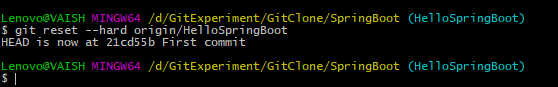 Lenovo@VAISH MINGW64 /d/GitExperiment/GitClone/SpringBoot (HelloSpringBoot)
$ git reset --hard origin/HelloSpringBoot
HEAD is now at 21cd55b First commit
Lenovo@VAISH MINGW64 /d/GitExperiment/GitClone/SpringBoot (HelloSpringBoot)
$